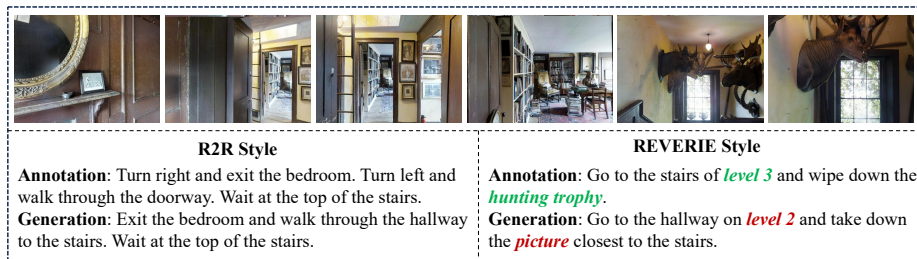 R2R Style
Annotation: Turn right and exit the bedroom. Turn left and
walk through the doorway. Wait at the top of the stairs.
Generation: Exit the bedroom and walk through the hallway
to the stairs. Wait at the top of the stairs.
REVERIE Style
Annotation: Go to the stairs of level 3 and wipe down the
hunting trophy.
Generation: Go to the hallway on level 2 and take down
the picture closest to the stairs.